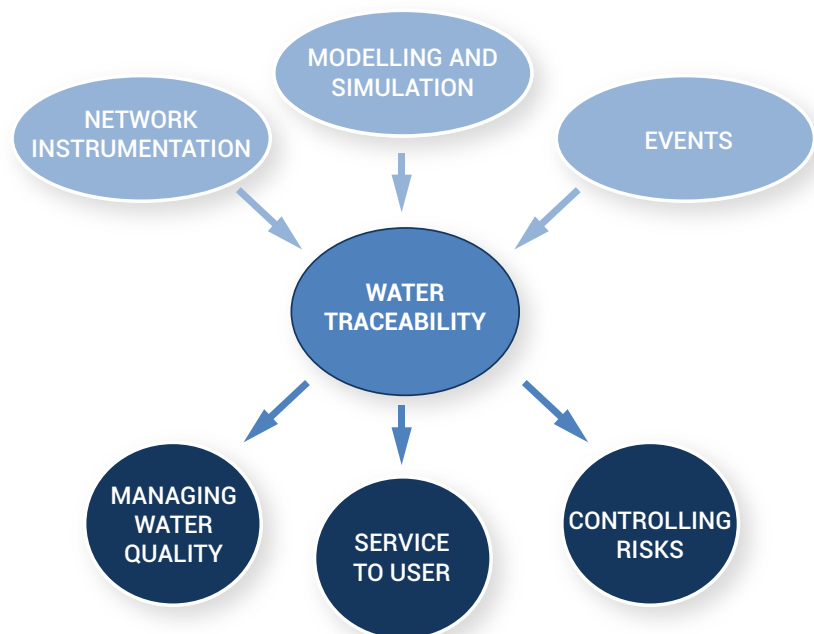 MODELLING AND
SIMULATION
NETWORK
INSTRUMENTATION
EVENTS
WATER
TRACEABILITY
MANAGING
WATER
QUALITY
SERVICE
TO USER
CONTROLLING
RISKS